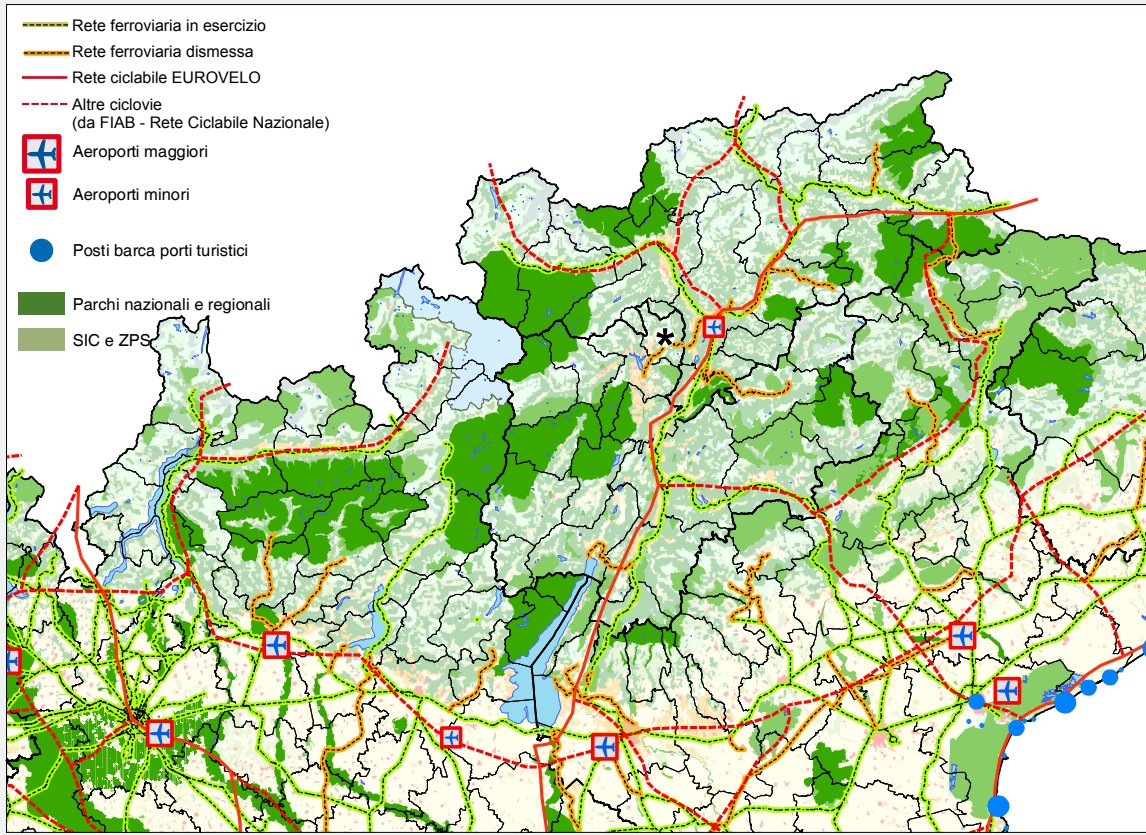 Rete ferroviaria in esercizio
Rete ferroviaria dismessa
Rete ciclabile EUROVELO
Altre ciclovie
(da FIAB - Rete Ciclabile Nazionale)
Aeroporti maggiori
Aeroporti minori
Posti barca porti turistici
Parchi nazionali e regionali
SIC e ZPS
*